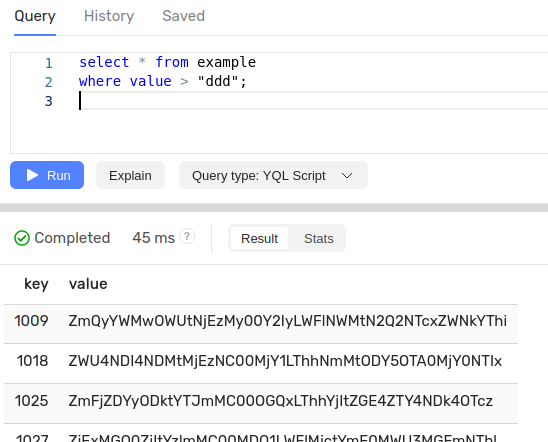 Query History Saved
1 select * from example
2 where value > "ddd";
3
Run Explain Query type: YQL Script
Completed 45 ms ? Result Stats
key value
1009 ZmQyYWMwOWUtNjEzMy00Y2IyLWFlNWMtN2Q2NTcxZWNkYThi
1018 ZWU4NDI4NDMtMjEzNC00MjY1LThhNmMtODY5OTA0MjY0NTIx
1025 ZmFjZDYyODktYTJmMC00OGQxLThhYjItZGE4ZTY4NDk4OTcz
1027